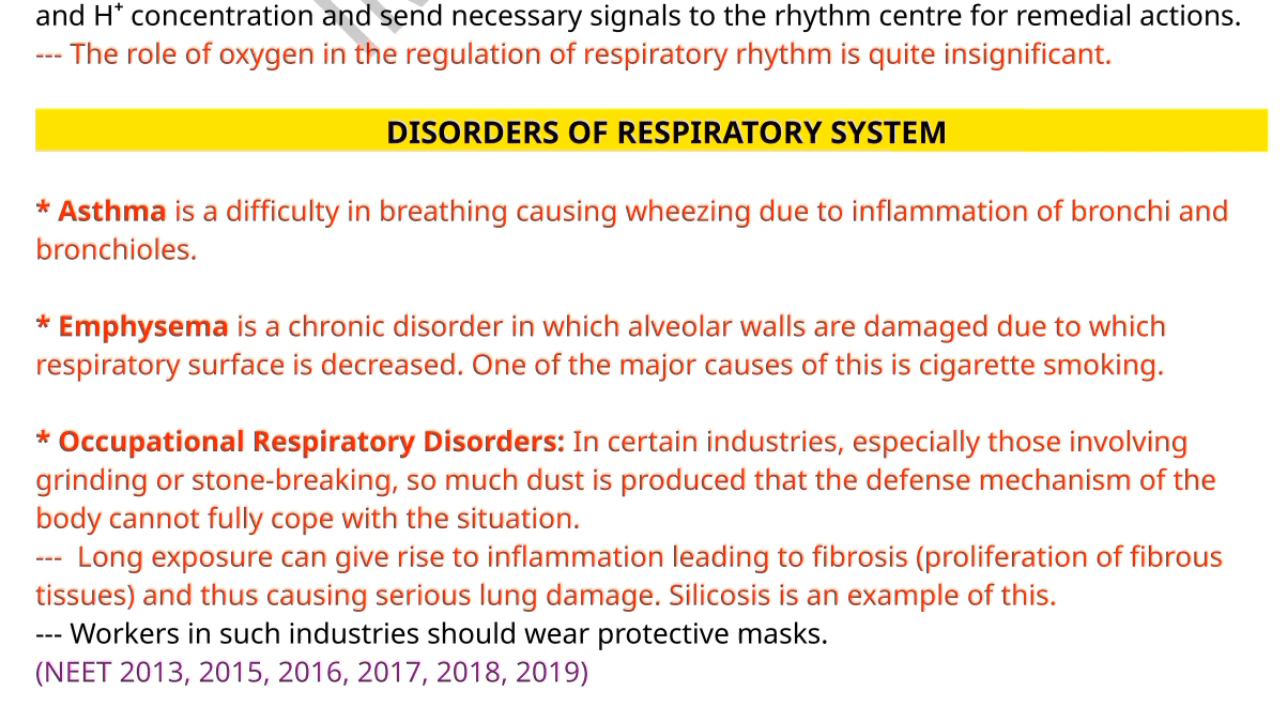 and H⁺ concentration and send necessary signals to the rhythm centre for remedial actions.
--- The role of oxygen in the regulation of respiratory rhythm is quite insignificant.
DISORDERS OF RESPIRATORY SYSTEM
* Asthma is a difficulty in breathing causing wheezing due to inflammation of bronchi and
bronchioles.
* Emphysema is a chronic disorder in which alveolar walls are damaged due to which
respiratory surface is decreased. One of the major causes of this is cigarette smoking.
* Occupational Respiratory Disorders: In certain industries, especially those involving
grinding or stone-breaking, so much dust is produced that the defense mechanism of the
body cannot fully cope with the situation.
---  Long exposure can give rise to inflammation leading to fibrosis (proliferation of fibrous
tissues) and thus causing serious lung damage. Silicosis is an example of this.
--- Workers in such industries should wear protective masks.
(NEET 2013, 2015, 2016, 2017, 2018, 2019)